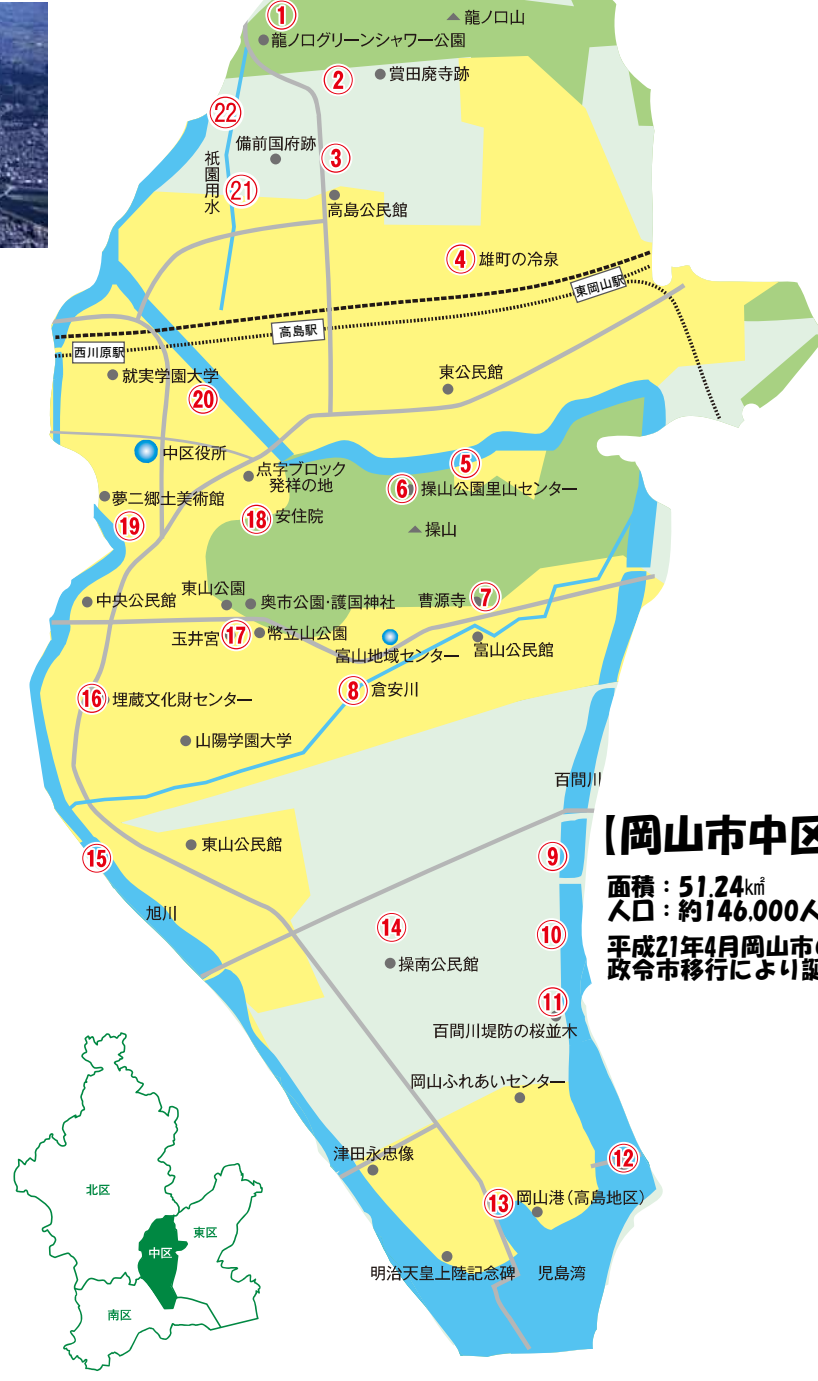 ①
▲龍ノ口山
龍ノ口グリーンシャワー公園
②
賞田廃寺跡
㉒
備前国府跡
③
祇園用水
㉑
高島公民館
④
雄町の冷泉
東岡山駅
高島駅
西川原駅
就実学園大学
東公民館
⑳
中区役所
点字ブロック
発祥の地
⑤
⑥
操山公園里山センター
夢二郷土美術館
⑱
安住院
⑲
▲操山
東山公園
中央公民館
奥市公園・護国神社
曹源寺
⑦
玉井宮
⑰
幣立山公園
富山地域センター
富山公民館
⑧
倉安川
⑯
埋蔵文化財センター
山陽学園大学
百間川
【岡山市中区
東山公民館
⑮
⑨
面積：51.24㎢
人口：約146,000人
旭川
⑭
⑩
平成21年4月岡山市
政令市移行により誕
操南公民館
⑪
百間川堤防の桜並木
岡山ふれあいセンター
津田永忠像
⑫
⑬
岡山港（高島地区）
明治天皇上陸記念碑
児島湾
北区
東区
中区
南区